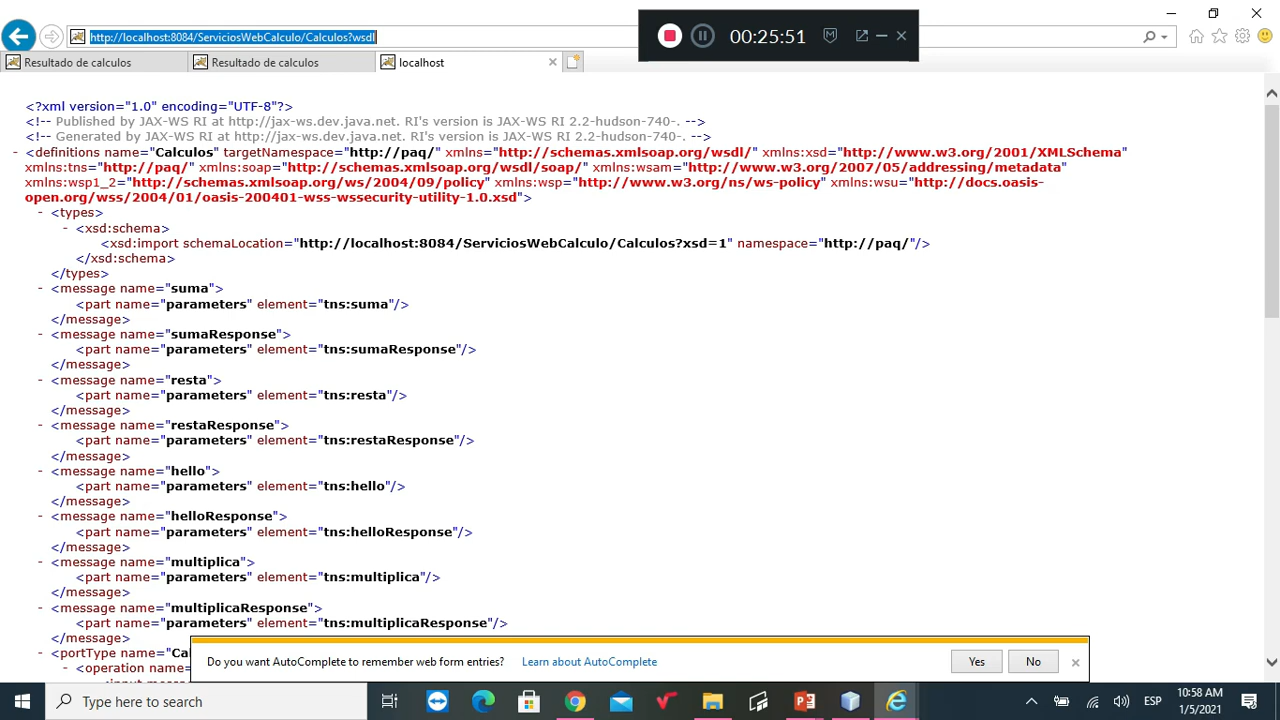 http://localhost:8084/ServiciosWebCalculo/Calculos?wsdl
00:25:51
Resultado de calculos
Resultado de calculos
localhost
<?xml version="1.0" encoding="UTF-8"?>
<!-- Published by JAX-WS RI at http://jax-ws.dev.java.net. RI's version is JAX-WS RI 2.2-hudson-740-. -->
<!-- Generated by JAX-WS RI at http://jax-ws.dev.java.net. RI's version is JAX-WS RI 2.2-hudson-740-. -->
- <definitions name="Calculos" targetNamespace="http://paq/" xmlns="http://schemas.xmlsoap.org/wsdl/" xmlns:xsd="http://www.w3.org/2001/XMLSchema"
xmlns:tns="http://paq/" xmlns:soap="http://schemas.xmlsoap.org/wsdl/soap/" xmlns:wsam="http://www.w3.org/2007/05/addressing/metadata"
xmlns:wsp1_2="http://schemas.xmlsoap.org/ws/2004/09/policy" xmlns:wsp="http://www.w3.org/ns/ws-policy" xmlns:wsu="http://docs.oasis-
open.org/wss/2004/01/oasis-200401-wss-wssecurity-utility-1.0.xsd">
- <types>
- <xsd:schema>
<xsd:import schemaLocation="http://localhost:8084/ServiciosWebCalculo/Calculos?xsd=1" namespace="http://paq/"/>
</xsd:schema>
</types>
- <message name="suma">
<part name="parameters" element="tns:suma"/>
</message>
- <message name="sumaResponse">
<part name="parameters" element="tns:sumaResponse"/>
</message>
- <message name="resta">
<part name="parameters" element="tns:resta"/>
</message>
- <message name="restaResponse">
<part name="parameters" element="tns:restaResponse"/>
</message>
- <message name="hello">
<part name="parameters" element="tns:hello"/>
</message>
- <message name="helloResponse">
<part name="parameters" element="tns:helloResponse"/>
</message>
- <message name="multiplica">
<part name="parameters" element="tns:multiplica"/>
</message>
- <message name="multiplicaResponse">
<part name="parameters" element="tns:multiplicaResponse"/>
</message>
- <portType name="Cal
- <operation name=
Do you want AutoComplete to remember web form entries? Learn about AutoComplete Yes No
Type here to search
ESP
10:58 AM
1/5/2021